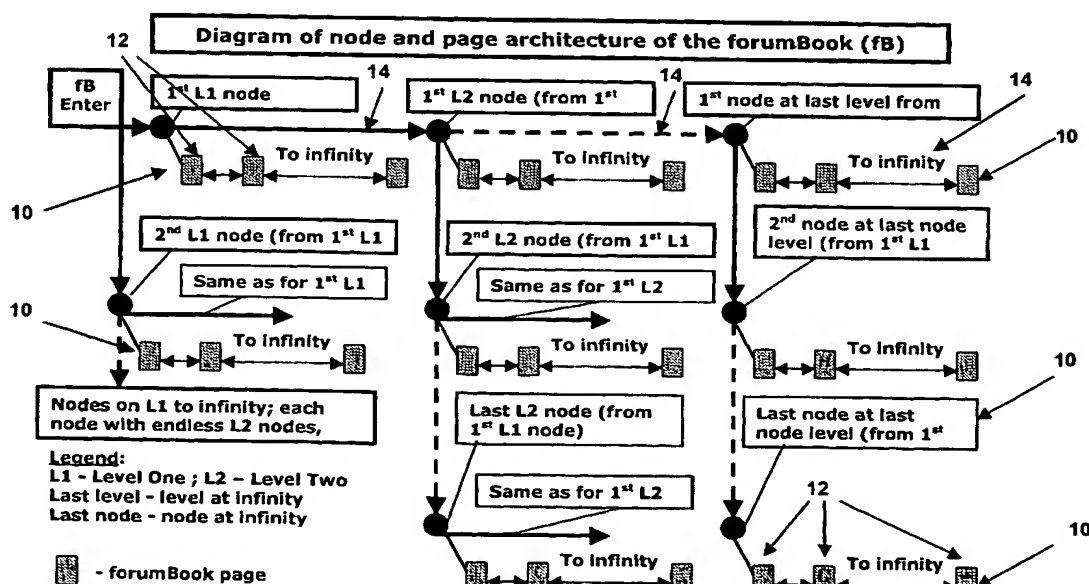 Diagram of node and page architecture of the forumBook (fB)
12
14
14
14
fB
Enter
1st L1 node
1st L2 node (from 1st
1st node at last level from
To infinity
To infinity
To infinity
10
10
2nd L1 node (from 1st L1
2nd L2 node (from 1st L1
2nd node at last node
level (from 1st L1
Same as for 1st L1
Same as for 1st L2
10
To infinity
To infinity
To infinity
10
Nodes on L1 to infinity; each
node with endless L2 nodes,
Last L2 node (from
1st L1 node)
Last node at last
node level (from 1st
Legend:
L1 - Level One ; L2 – Level Two
Last level - level at infinity
Last node - node at infinity
Same as for 1st L2
12
10
To infinity
To infinity
- forumBook page